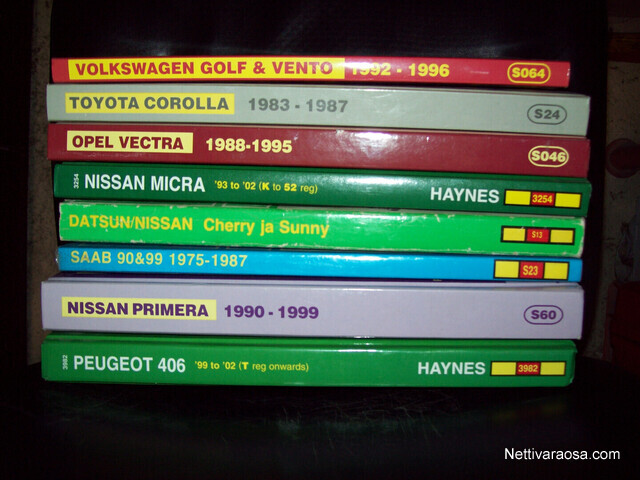 VOLKSWAGEN GOLF & VENTO 1992 - 1996 S064
TOYOTA COROLLA 1983 - 1987 S24
OPEL VECTRA 1988-1995 S046
3254 NISSAN MICRA '93 to '02 (K to 52 reg) HAYNES 3254
DATSUN/NISSAN Cherry ja Sunny S13
SAAB 90&99 1975-1987 S23
NISSAN PRIMERA 1990 - 1999 S60
3982 PEUGEOT 406 '99 to '02 (T reg onwards) HAYNES 3982
Nettivaraosa.com